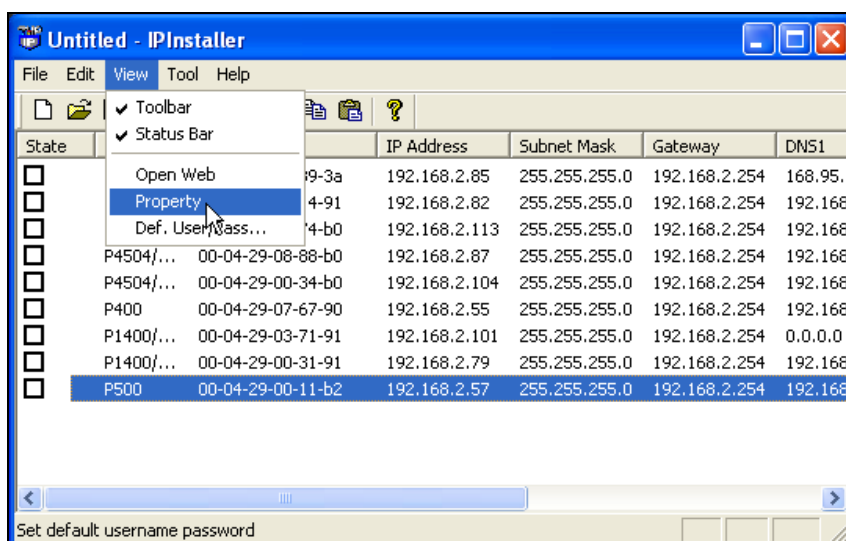 Untitled - IPInstaller
File Edit View Tool Help
Toolbar
Status Bar
Open Web
Property
Def. User/Pass...
State IP Address Subnet Mask Gateway DNS1
9-3a 192.168.2.85 255.255.255.0 192.168.2.254 168.95.
4-91 192.168.2.82 255.255.255.0 192.168.2.254 192.168
74-b0 192.168.2.113 255.255.255.0 192.168.2.254 192.168
P4504/... 00-04-29-08-88-b0 192.168.2.87 255.255.255.0 192.168.2.254 192.168
P4504/... 00-04-29-00-34-b0 192.168.2.104 255.255.255.0 192.168.2.254 192.168
P400 00-04-29-07-67-90 192.168.2.55 255.255.255.0 192.168.2.254 192.168
P1400/... 00-04-29-03-71-91 192.168.2.101 255.255.255.0 192.168.2.254 0.0.0.0
P1400/... 00-04-29-00-31-91 192.168.2.79 255.255.255.0 192.168.2.254 192.168
P500 00-04-29-00-11-b2 192.168.2.57 255.255.255.0 192.168.2.254 192.168
Set default username password